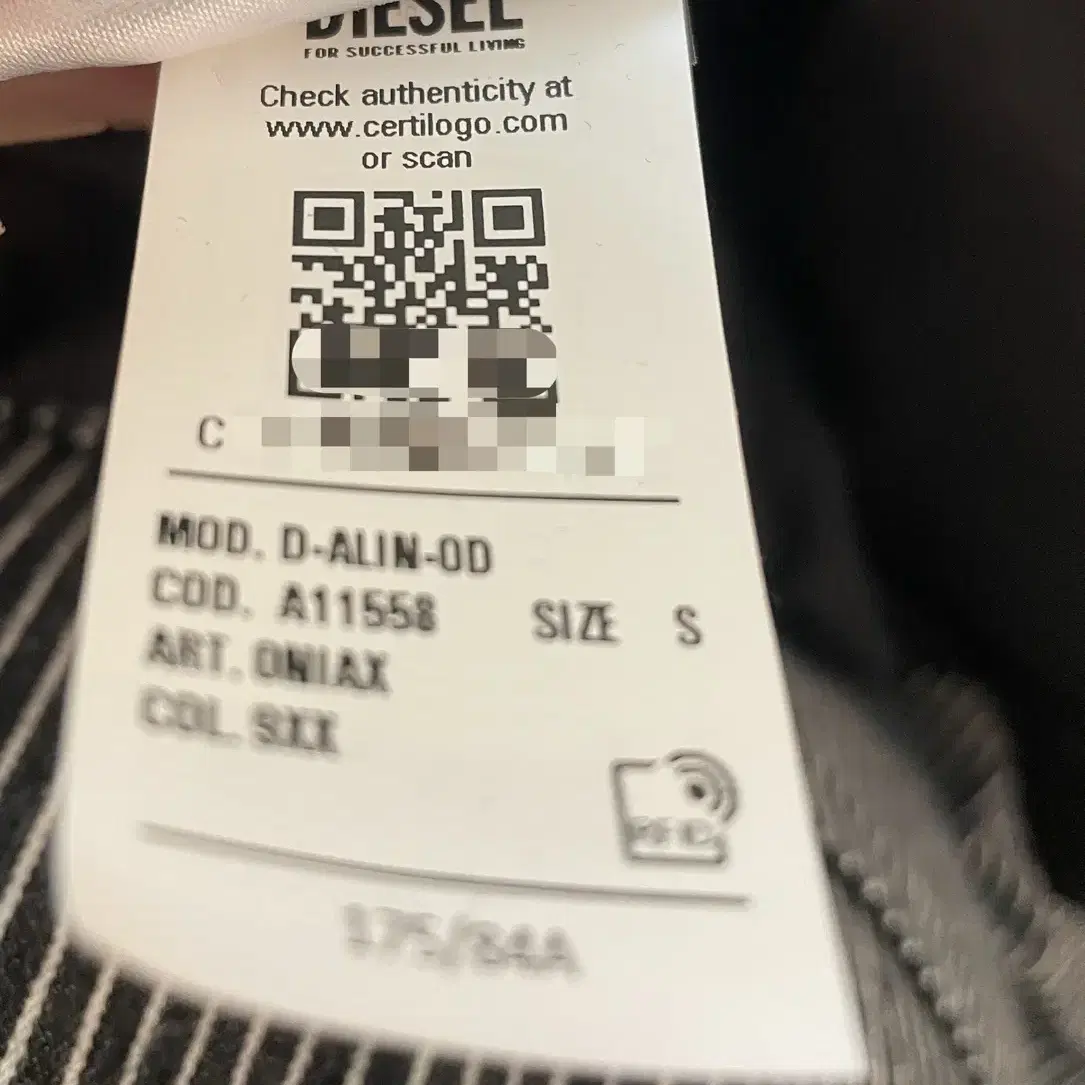 DIESEL
FOR SUCCESSFUL LIVING
Check authenticity at
www.certilogo.com
or scan
C
MOD. D-ALIN-OD
COD. A11558 SIZE S
ART. ONIAX
COL. 9XX
RFID
175/84A